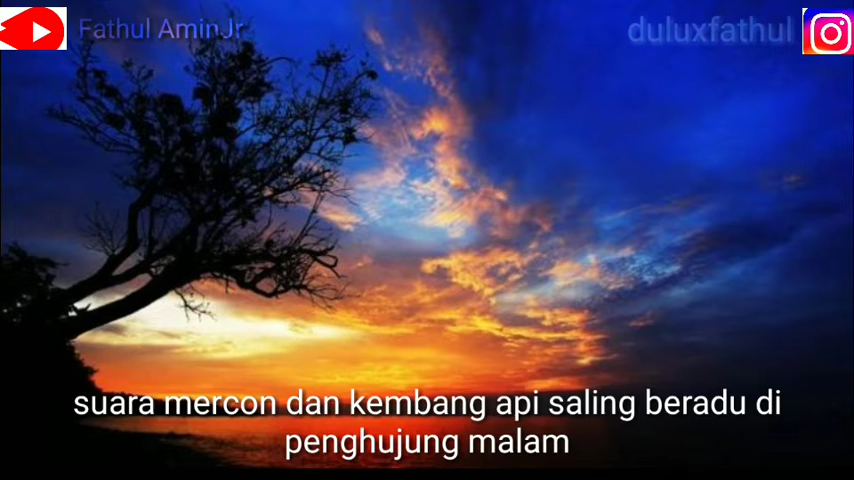 Fathul AminJr
duluxfathul
suara mercon dan kembang api saling beradu di
penghujung malam